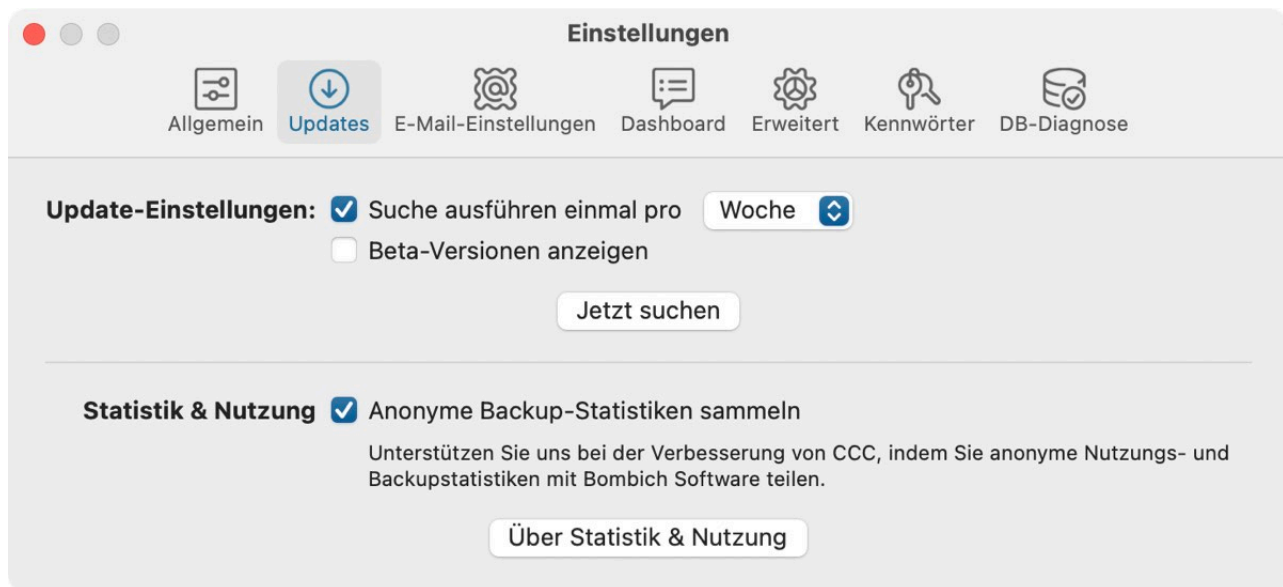 Einstellungen
Allgemein Updates E-Mail-Einstellungen Dashboard Erweitert Kennwörter DB-Diagnose
Update-Einstellungen: Suche ausführen einmal pro Woche
Beta-Versionen anzeigen
Jetzt suchen
Statistik & Nutzung Anonyme Backup-Statistiken sammeln
Unterstützen Sie uns bei der Verbesserung von CCC, indem Sie anonyme Nutzungs- und
Backupstatistiken mit Bombich Software teilen.
Über Statistik & Nutzung